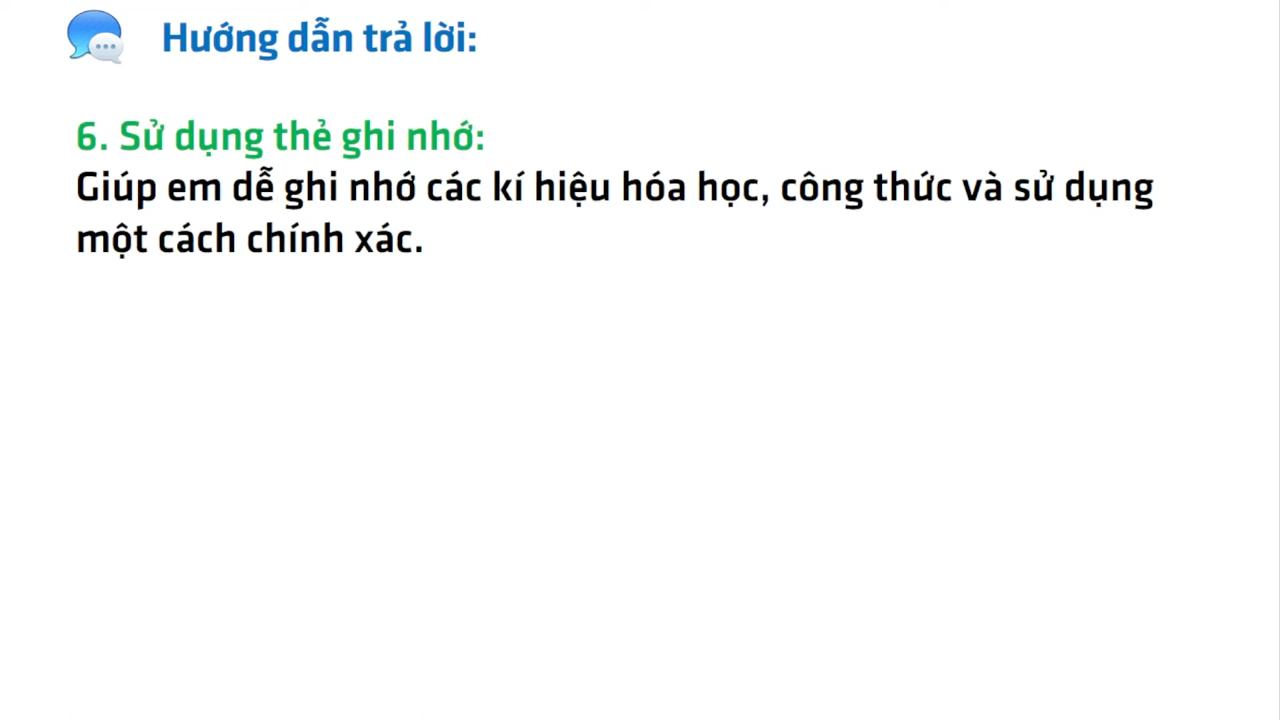 Hướng dẫn trả lời:
6. Sử dụng thẻ ghi nhớ:
Giúp em dễ ghi nhớ các kí hiệu hóa học, công thức và sử dụng
một cách chính xác.